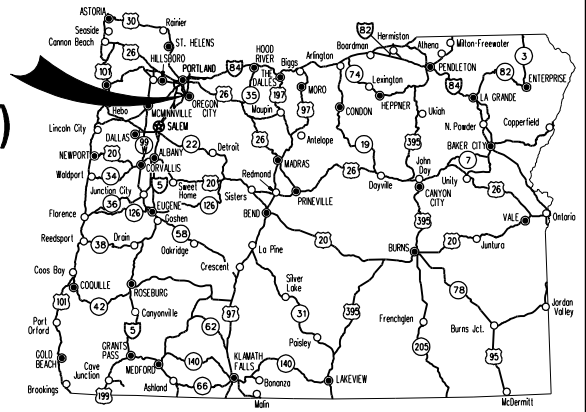 ASTORIA
30
Rainier
Seaside
Cannon Beach
26
ST. HELENS
HILLSBORO
PORTLAND
101
84
HOOD RIVER
THE DALLES
Biggs
Arlington
Boardman
82
Hermiston
Athena
Milton-Freewater
PENDLETON
3
82
ENTERPRISE
84
LA GRANDE
74
Lexington
HEPPNER
26
35
197
MORO
97
CONDON
Ukiah
Hebo
MCMINNVILLE
OREGON CITY
Maupin
Lincoln City
DALLAS
SALEM
99 W
22
Detroit
Antelope
19
395
N. Powder
Copperfield
BAKER CITY
NEWPORT
20
ALBANY
CORVALLIS
26
MADRAS
John Day
7
Waldport
34
Junction City
5
Sweet Home
20
Sisters
Redmond
26
Dayville
CANYON CITY
Unity
26
36
126
EUGENE
126
PRINEVILLE
Florence
Goshen
BEND
395
VALE
Ontario
Reedsport
38
Drain
58
Oakridge
La Pine
20
BURNS
20
Juntura
Crescent
Coos Bay
COQUILLE
ROSEBURG
Silver Lake
78
101
42
Canyonville
97
31
395
Frenchglen
Jordan Valley
Port Orford
5
62
Paisley
Burns Jct.
GOLD BEACH
GRANTS PASS
140
KLAMATH FALLS
140
205
95
Cave Junction
MEDFORD
Brookings
199
Ashland
66
Bonanza
LAKEVIEW
Malin
McDermitt
)